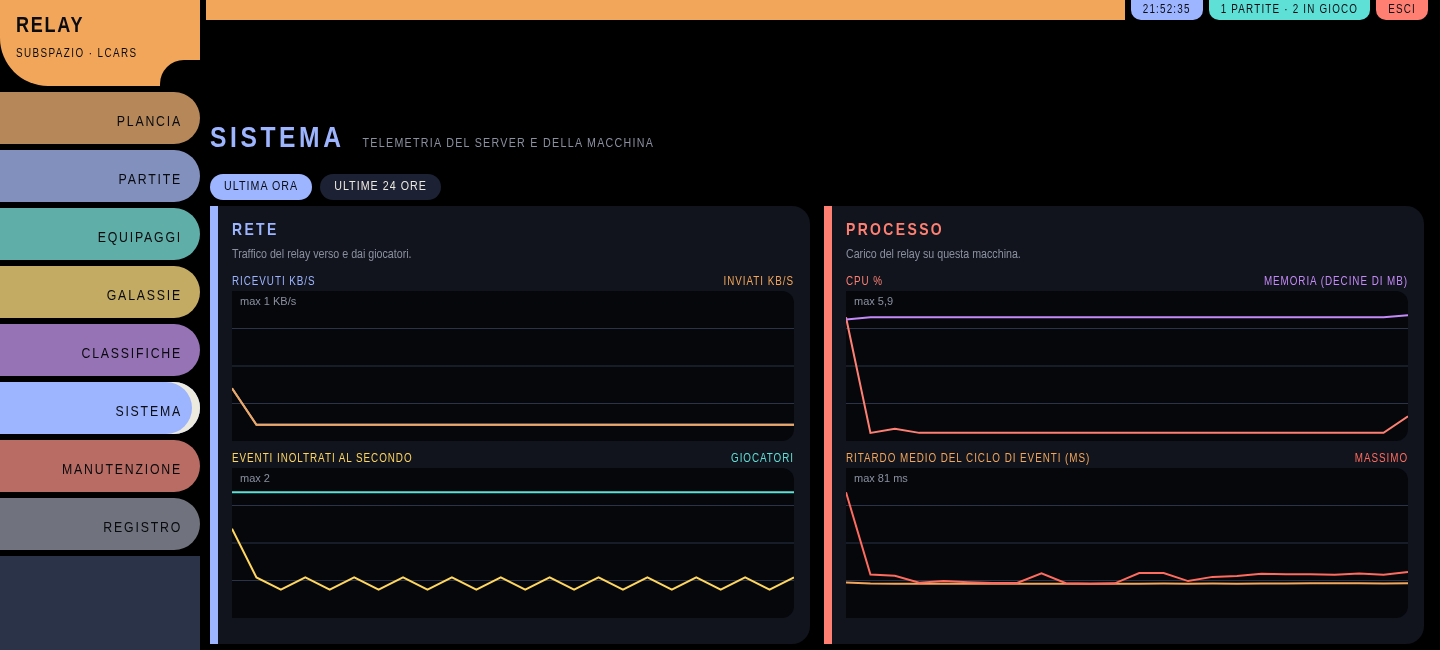 RELAY
SUBSPAZIO · LCARS
21:52:35
1 PARTITE · 2 IN GIOCO
ESCI
PLANCIA
PARTITE
EQUIPAGGI
GALASSIE
CLASSIFICHE
SISTEMA
MANUTENZIONE
REGISTRO
SISTEMA
TELEMETRIA DEL SERVER E DELLA MACCHINA
ULTIMA ORA
ULTIME 24 ORE
RETE
Traffico del relay verso e dai giocatori.
RICEVUTI KB/S
INVIATI KB/S
max 1 KB/s
EVENTI INOLTRATI AL SECONDO
GIOCATORI
max 2
PROCESSO
Carico del relay su questa macchina.
CPU %
MEMORIA (DECINE DI MB)
max 5,9
RITARDO MEDIO DEL CICLO DI EVENTI (MS)
MASSIMO
max 81 ms